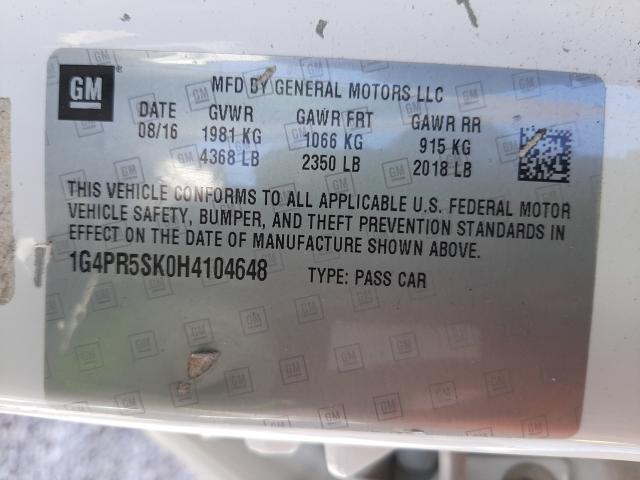 GM
MFD BY GENERAL MOTORS LLC
DATE GVWR GAWR FRT GAWR RR
08/16 1981 KG 1066 KG 915 KG
4368 LB 2350 LB 2018 LB
THIS VEHICLE CONFORMS TO ALL APPLICABLE U.S. FEDERAL MOTOR
VEHICLE SAFETY, BUMPER, AND THEFT PREVENTION STANDARDS IN
EFFECT ON THE DATE OF MANUFACTURE SHOWN ABOVE.
1G4PR5SK0H4104648 TYPE: PASS CAR